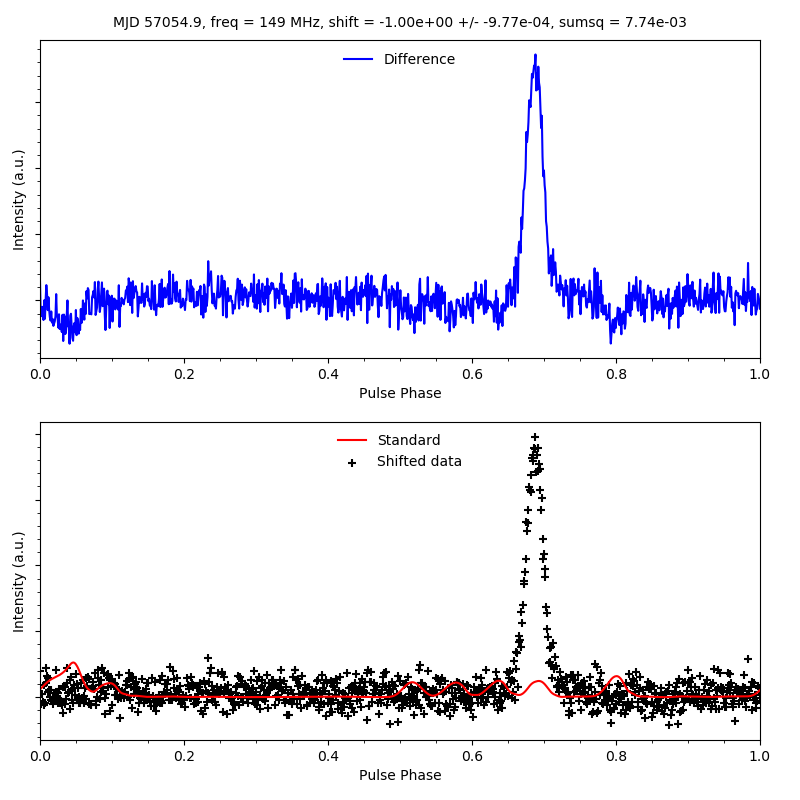 MJD 57054.9, freq = 149 MHz, shift = -1.00e+00 +/- -9.77e-04, sumsq = 7.74e-03
Difference
Intensity (a.u.)
0.0 0.2 0.4 0.6 0.8 1.0
Pulse Phase
Standard
Shifted data
Intensity (a.u.)
0.0 0.2 0.4 0.6 0.8 1.0
Pulse Phase